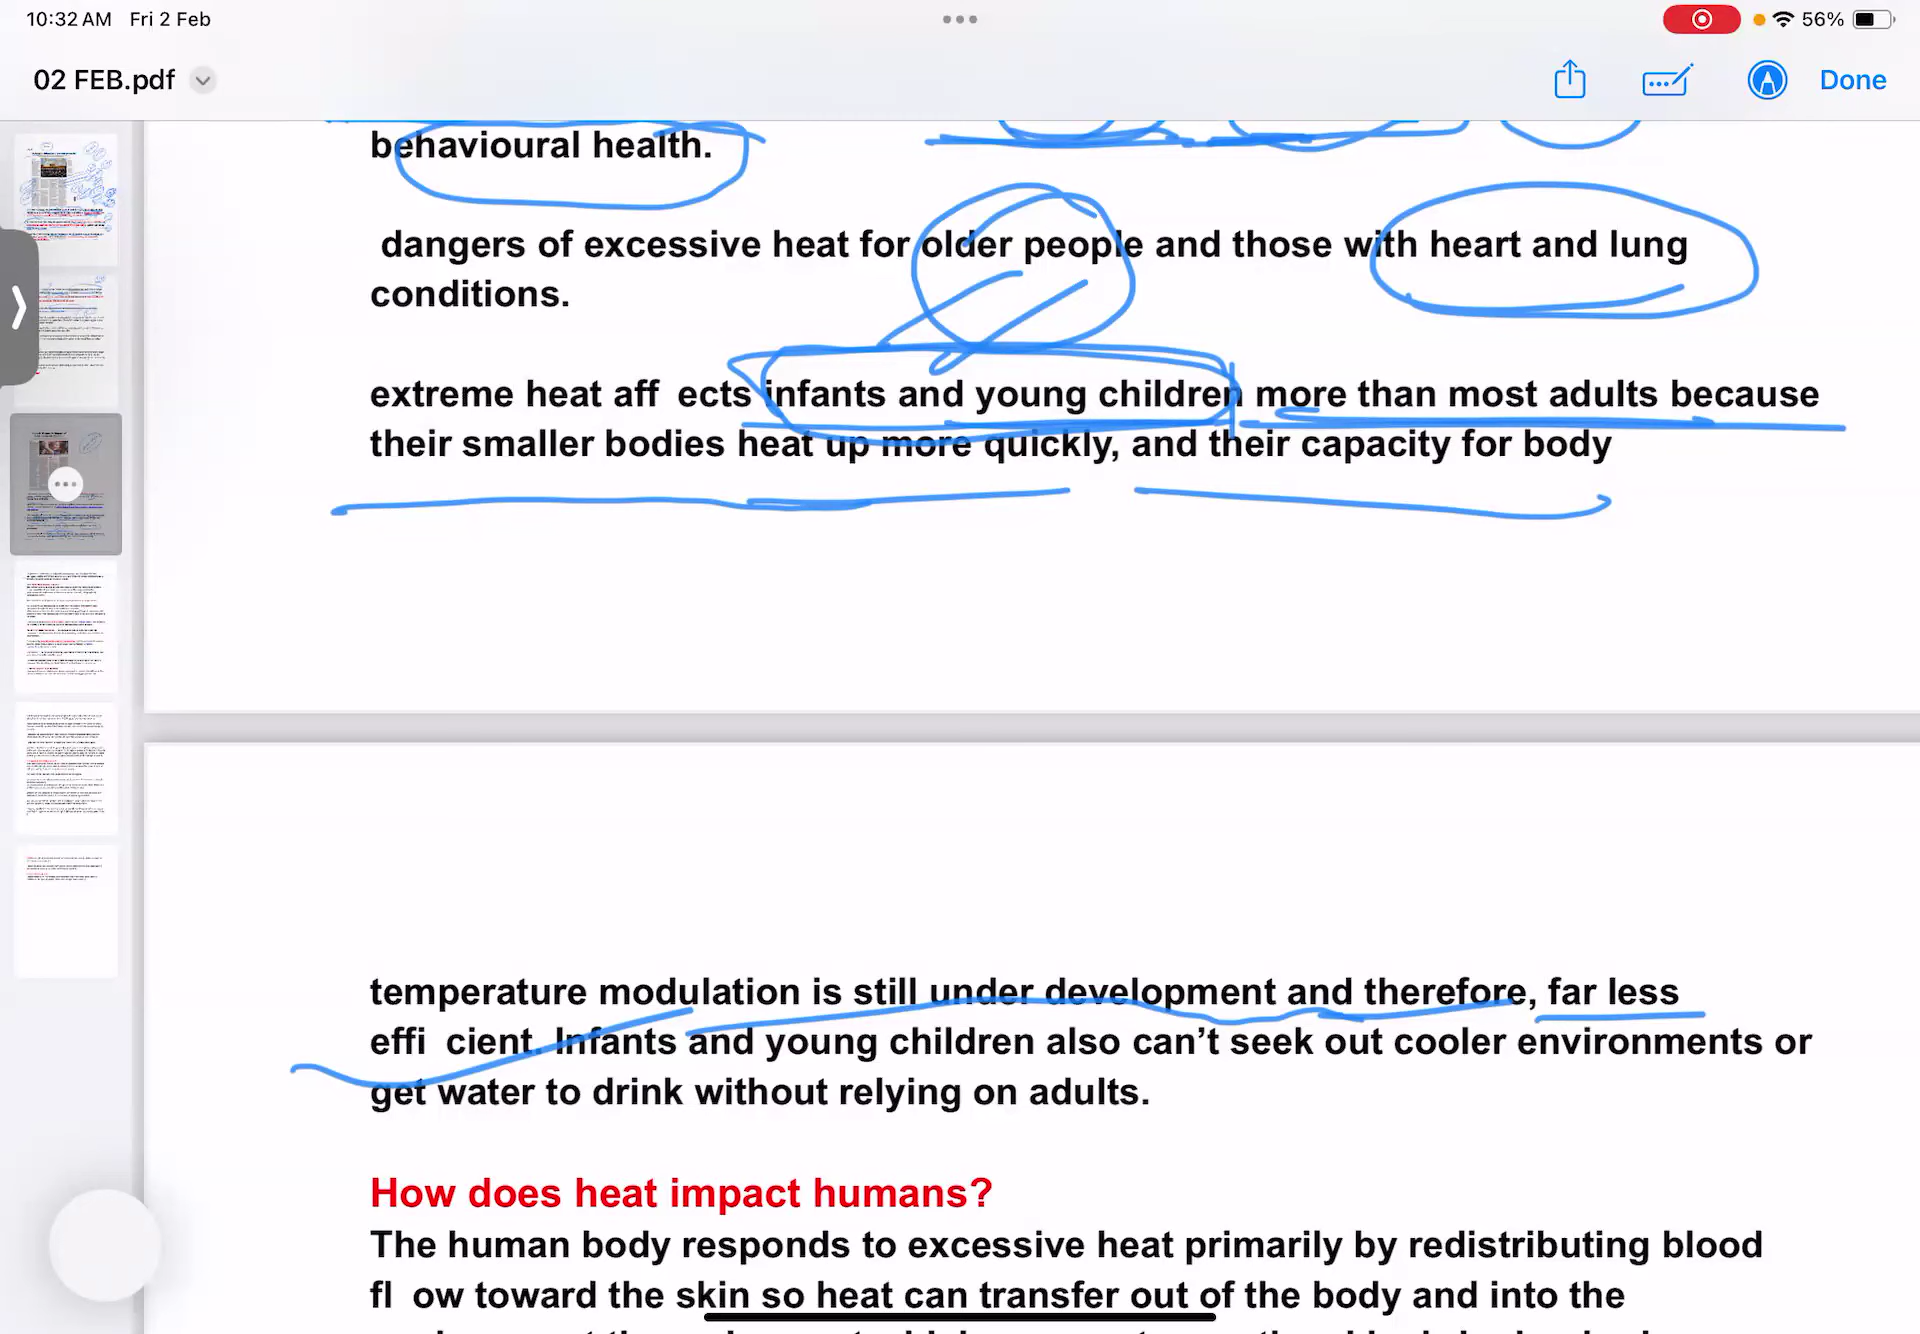 10:32 AM Fri 2 Feb
56%
02 FEB.pdf
Done
behavioural health.
dangers of excessive heat for older people and those with heart and lung
conditions.
extreme heat aff ects infants and young children more than most adults because
their smaller bodies heat up more quickly, and their capacity for body
temperature modulation is still under development and therefore, far less
effi cient. Infants and young children also can’t seek out cooler environments or
get water to drink without relying on adults.
How does heat impact humans?
The human body responds to excessive heat primarily by redistributing blood
fl ow toward the skin so heat can transfer out of the body and into the